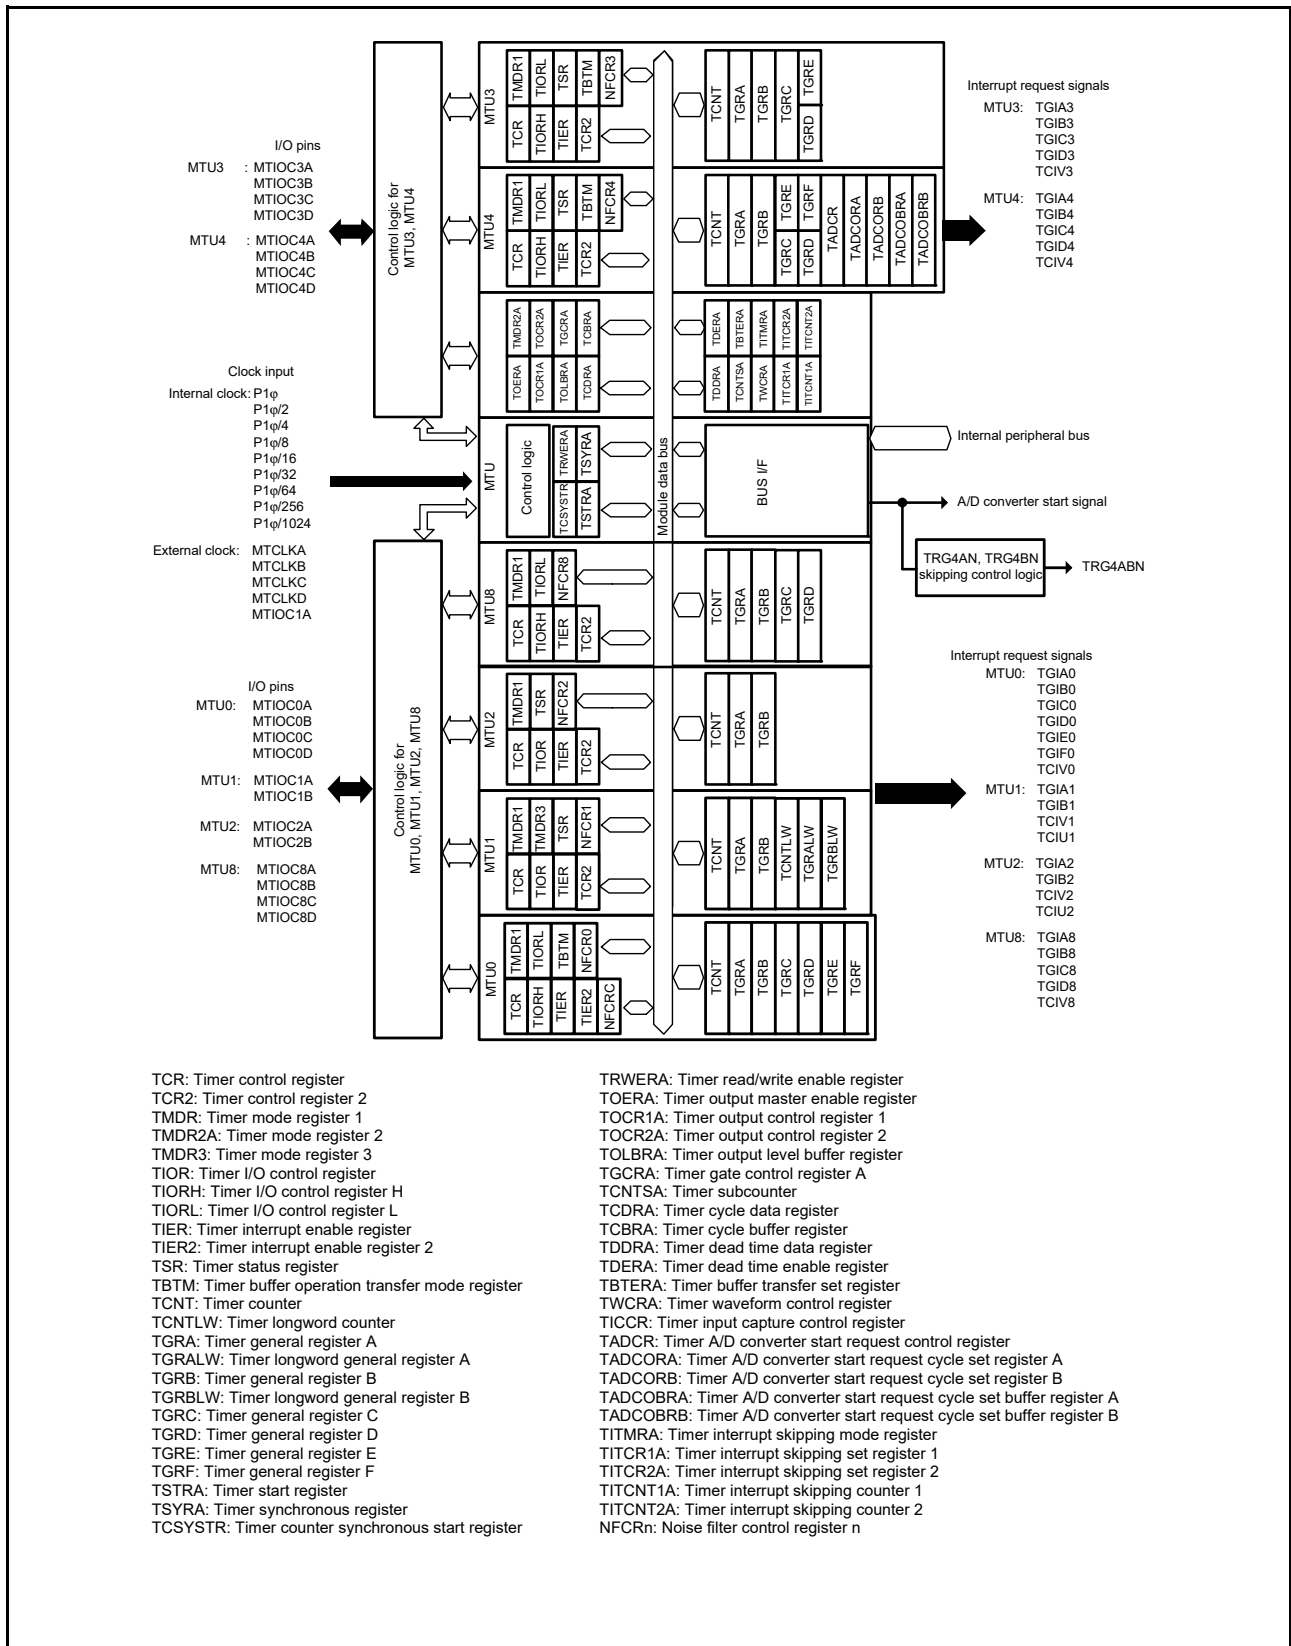 I/O pins
MTU3 : MTIOC3A
MTIOC3B
MTIOC3C
MTIOC3D
MTU4 : MTIOC4A
MTIOC4B
MTIOC4C
MTIOC4D
Clock input
Internal clock: P1φ
P1φ/2
P1φ/4
P1φ/8
P1φ/16
P1φ/32
P1φ/64
P1φ/256
P1φ/1024
External clock: MTCLKA
MTCLKB
MTCLKC
MTCLKD
MTIOC1A
I/O pins
MTU0: MTIOC0A
MTIOC0B
MTIOC0C
MTIOC0D
MTU1: MTIOC1A
MTIOC1B
MTU2: MTIOC2A
MTIOC2B
MTU8: MTIOC8A
MTIOC8B
MTIOC8C
MTIOC8D
Control logic for
MTU3, MTU4
Control logic for
MTU0, MTU1, MTU2, MTU8
MTU3
TMDR1 TIORL TSR TBTM NFCR3
TCR TIORH TIER TCR2
TCNT TGRA TGRB TGRC TGRD TGRE
MTU4
TMDR1 TIORL TSR TBTM NFCR4
TCR TIORH TIER TCR2
TCNT TGRA TGRB TGRC TGRE TGRD TGRF TADCR TADCORA TADCORB TADCOBRA TADCOBRB
TMDR2A TOCR2A TGCRA TCBRA
TOERA TOCR1A TOLBRA TCDRA
TDERA TBTERA TITMRA TITCR2A TITCNT2A
TDDRA TCNTSA TWCRA TITCR1A TITCNT1A
MTU
Control logic
TRWERA TSYRA
TCSYSTR TSTRA
Module data bus
BUS I/F
MTU8
TMDR1 TIORL NFCR8
TCR TIORH TIER TCR2
TCNT TGRA TGRB TGRC TGRD
MTU2
TMDR1 TSR NFCR2
TCR TIOR TIER TCR2
TCNT TGRA TGRB
MTU1
TMDR1 TMDR3 TSR NFCR1
TCR TIOR TIER TCR2
TCNT TGRA TGRB TCNTLW TGRALW TGRBLW
MTU0
TMDR1 TIORL TBTM NFCR0
TCR TIORH TIER TIER2 NFCRC
TCNT TGRA TGRB TGRC TGRD TGRE TGRF
Interrupt request signals
MTU3: TGIA3
TGIB3
TGIC3
TGID3
TCIV3
MTU4: TGIA4
TGIB4
TGIC4
TGID4
TCIV4
Internal peripheral bus
A/D converter start signal
TRG4AN, TRG4BN
skipping control logic
TRG4ABN
Interrupt request signals
MTU0: TGIA0
TGIB0
TGIC0
TGID0
TGIE0
TGIF0
TCIV0
MTU1: TGIA1
TGIB1
TCIV1
TCIU1
MTU2: TGIA2
TGIB2
TCIV2
TCIU2
MTU8: TGIA8
TGIB8
TGIC8
TGID8
TCIV8
TCR: Timer control register
TCR2: Timer control register 2
TMDR: Timer mode register 1
TMDR2A: Timer mode register 2
TMDR3: Timer mode register 3
TIOR: Timer I/O control register
TIORH: Timer I/O control register H
TIORL: Timer I/O control register L
TIER: Timer interrupt enable register
TIER2: Timer interrupt enable register 2
TSR: Timer status register
TBTM: Timer buffer operation transfer mode register
TCNT: Timer counter
TCNTLW: Timer longword counter
TGRA: Timer general register A
TGRALW: Timer longword general register A
TGRB: Timer general register B
TGRBLW: Timer longword general register B
TGRC: Timer general register C
TGRD: Timer general register D
TGRE: Timer general register E
TGRF: Timer general register F
TSTRA: Timer start register
TSYRA: Timer synchronous register
TCSYSTR: Timer counter synchronous start register
TRWERA: Timer read/write enable register
TOERA: Timer output master enable register
TOCR1A: Timer output control register 1
TOCR2A: Timer output control register 2
TOLBRA: Timer output level buffer register
TGCRA: Timer gate control register A
TCNTSA: Timer subcounter
TCDRA: Timer cycle data register
TCBRA: Timer cycle buffer register
TDDRA: Timer dead time data register
TDERA: Timer dead time enable register
TBTERA: Timer buffer transfer set register
TWCRA: Timer waveform control register
TICCR: Timer input capture control register
TADCR: Timer A/D converter start request control register
TADCORA: Timer A/D converter start request cycle set register A
TADCORB: Timer A/D converter start request cycle set register B
TADCOBRA: Timer A/D converter start request cycle set buffer register A
TADCOBRB: Timer A/D converter start request cycle set buffer register B
TITMRA: Timer interrupt skipping mode register
TITCR1A: Timer interrupt skipping set register 1
TITCR2A: Timer interrupt skipping set register 2
TITCNT1A: Timer interrupt skipping counter 1
TITCNT2A: Timer interrupt skipping counter 2
NFCRn: Noise filter control register n